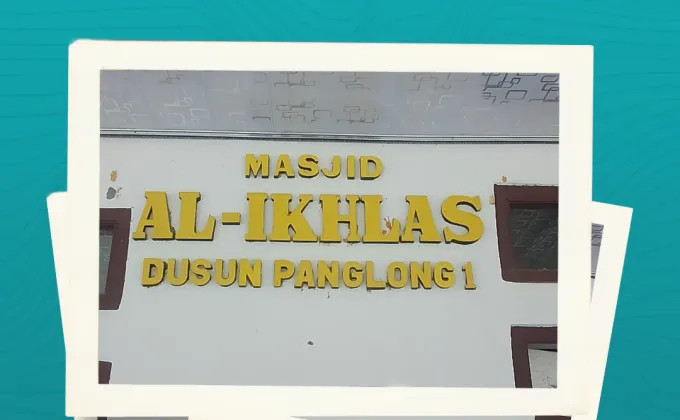 MASJID
AL-IKHLAS
DUSUN PANGLONG 1